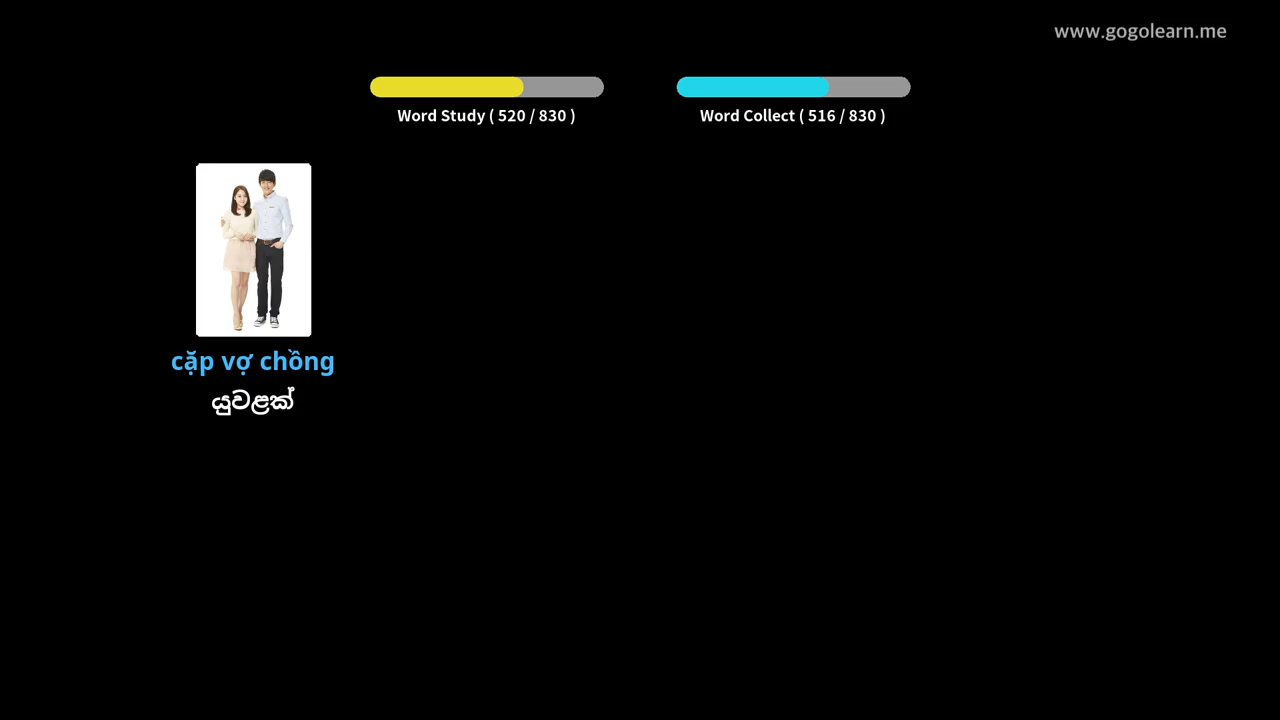 www.gogolearn.me
Word Study ( 520 / 830 )
Word Collect ( 516 / 830 )
cặp vợ chồng
යුවළක්